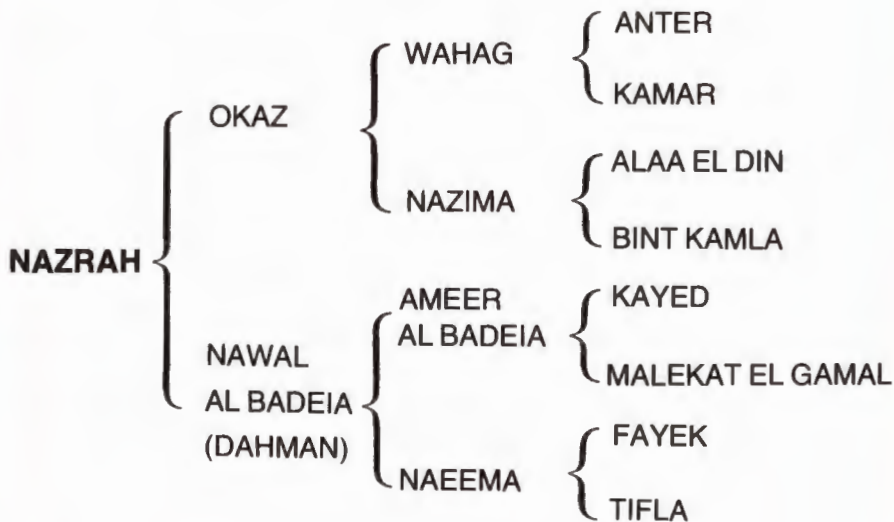 ANTER
WAHAG
KAMAR
OKAZ
ALAA EL DIN
NAZIMA
BINT KAMLA
NAZRAH
AMEER
AL BADEIA
KAYED
NAWAL
AL BADEIA
(DAHMAN)
MALEKAT EL GAMAL
FAYEK
NAEEMA
TIFLA